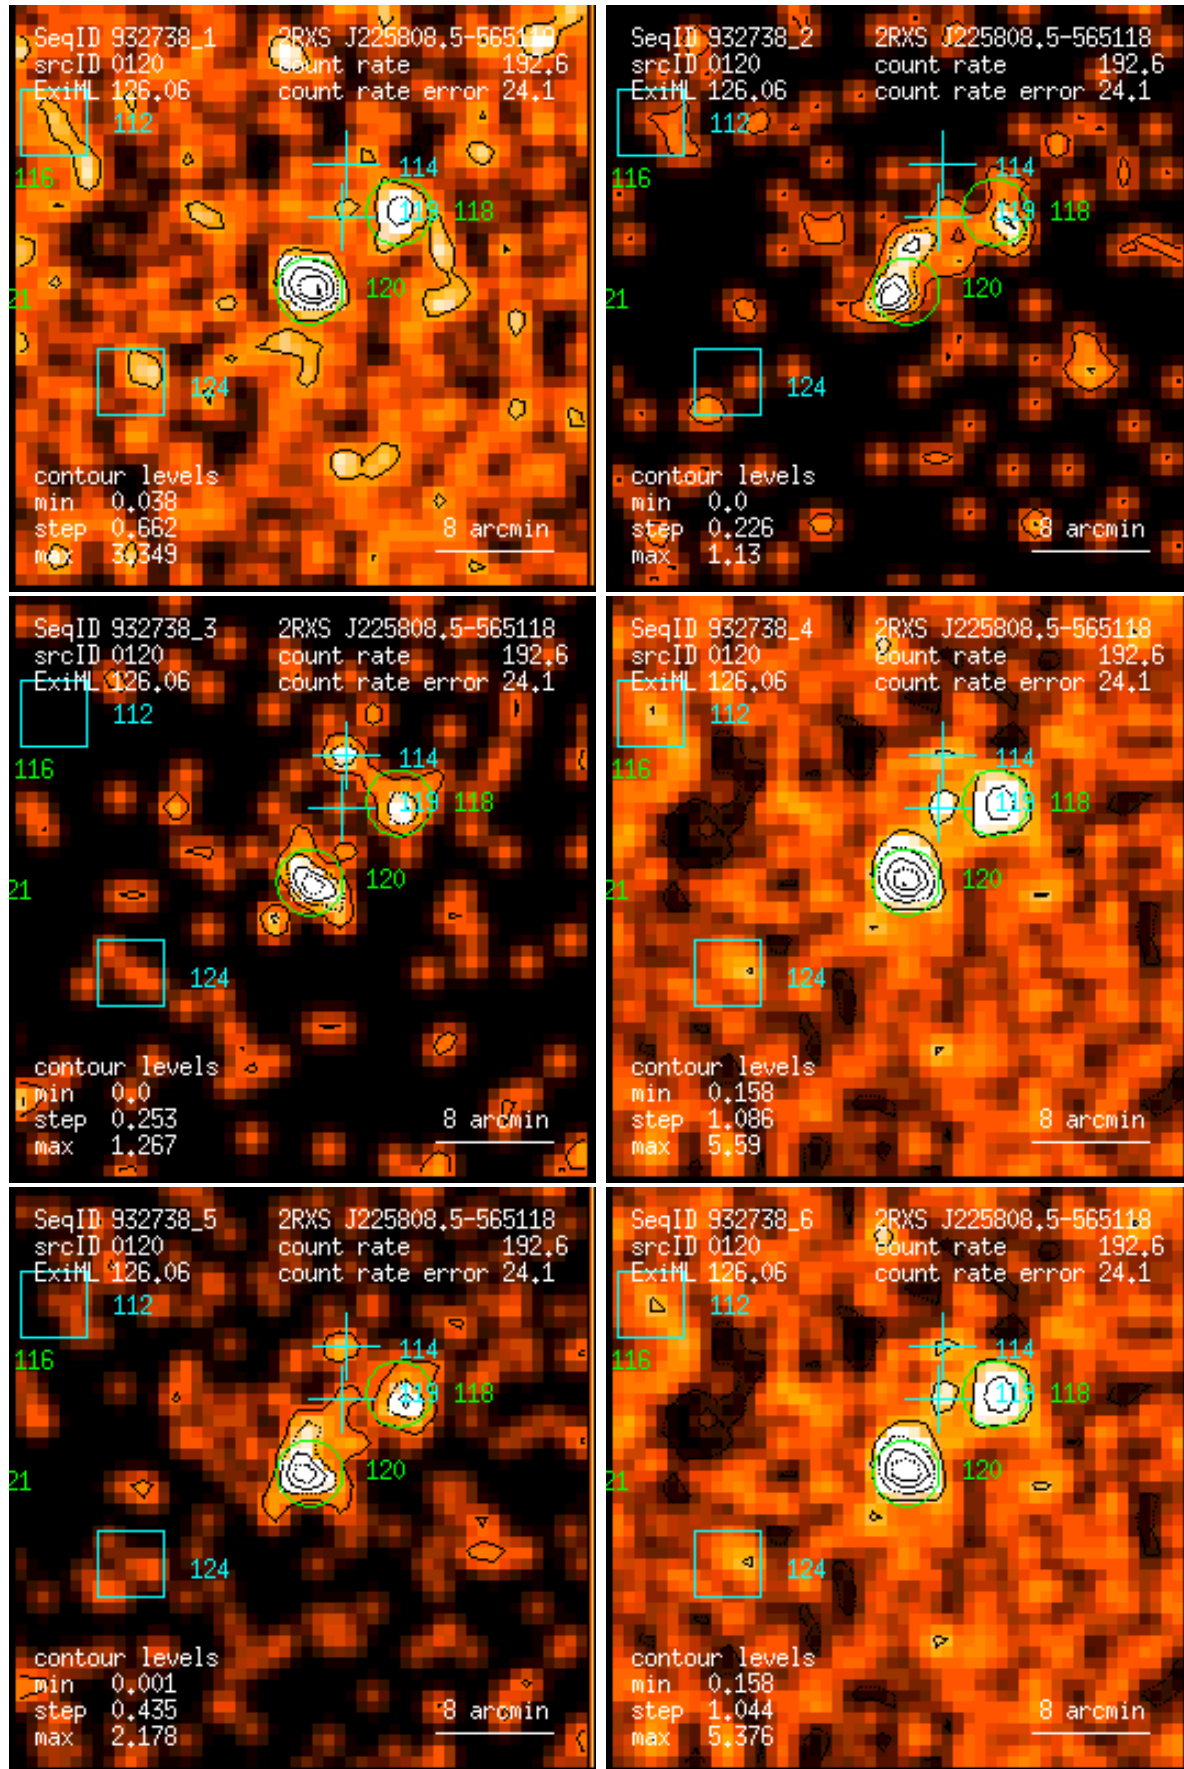 SeqID 932738_1 2RXS J225808.5-565118
srcID 0120 count rate 192.6
ExiML 126.06 count rate error 24.1
112
114
116
119 118
120
21
124
contour levels
min 0.038
step 0.662
max 3.349
8 arcmin
SeqID 932738_2 2RXS J225808.5-565118
srcID 0120 count rate 192.6
ExiML 126.06 count rate error 24.1
112
114
116
119 118
120
21
124
contour levels
min 0.0
step 0.226
max 1.13
8 arcmin
SeqID 932738_3 2RXS J225808.5-565118
srcID 0120 count rate 192.6
ExiML 126.06 count rate error 24.1
112
114
116
119 118
120
21
124
contour levels
min 0.0
step 0.253
max 1.267
8 arcmin
SeqID 932738_4 2RXS J225808.5-565118
srcID 0120 count rate 192.6
ExiML 126.06 count rate error 24.1
112
114
116
119 118
120
21
124
contour levels
min 0.158
step 1.086
max 5.59
8 arcmin
SeqID 932738_5 2RXS J225808.5-565118
srcID 0120 count rate 192.6
ExiML 126.06 count rate error 24.1
112
114
116
119 118
120
21
124
contour levels
min 0.001
step 0.435
max 2.178
8 arcmin
SeqID 932738_6 2RXS J225808.5-565118
srcID 0120 count rate 192.6
ExiML 126.06 count rate error 24.1
112
114
116
119 118
120
21
124
contour levels
min 0.158
step 1.044
max 5.376
8 arcmin